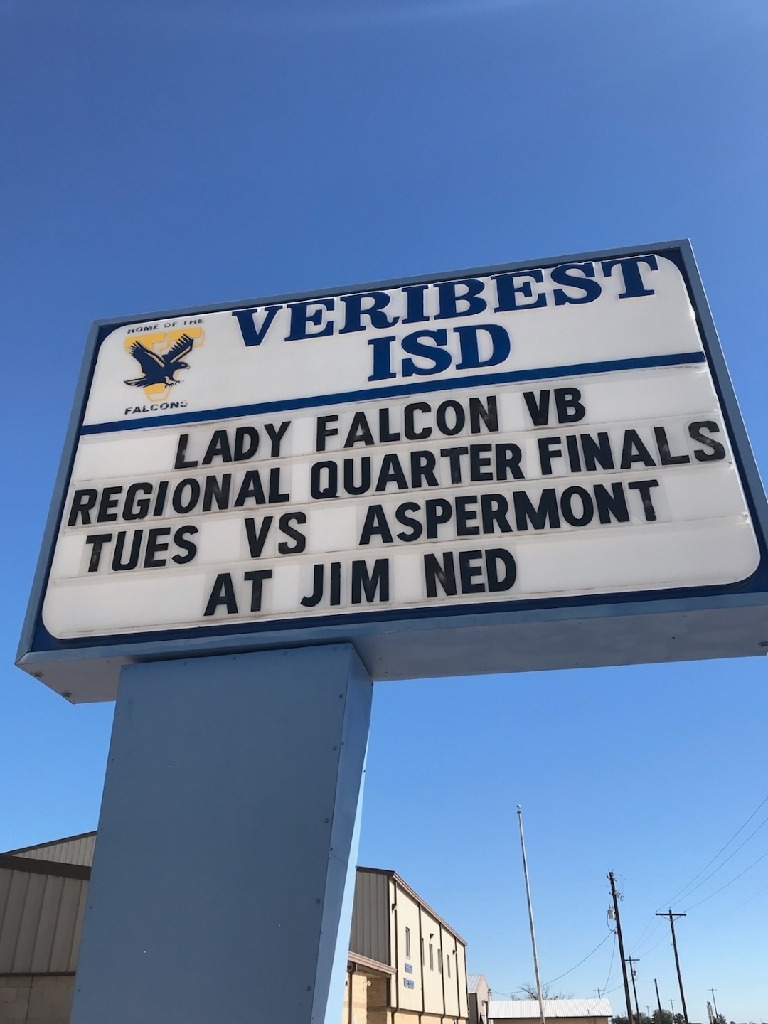 HOME OF THE
FALCONS
VERIBEST
ISD
LADY FALCON VB
REGIONAL QUARTER FINALS
TUES VS ASPERMONT
AT JIM NED